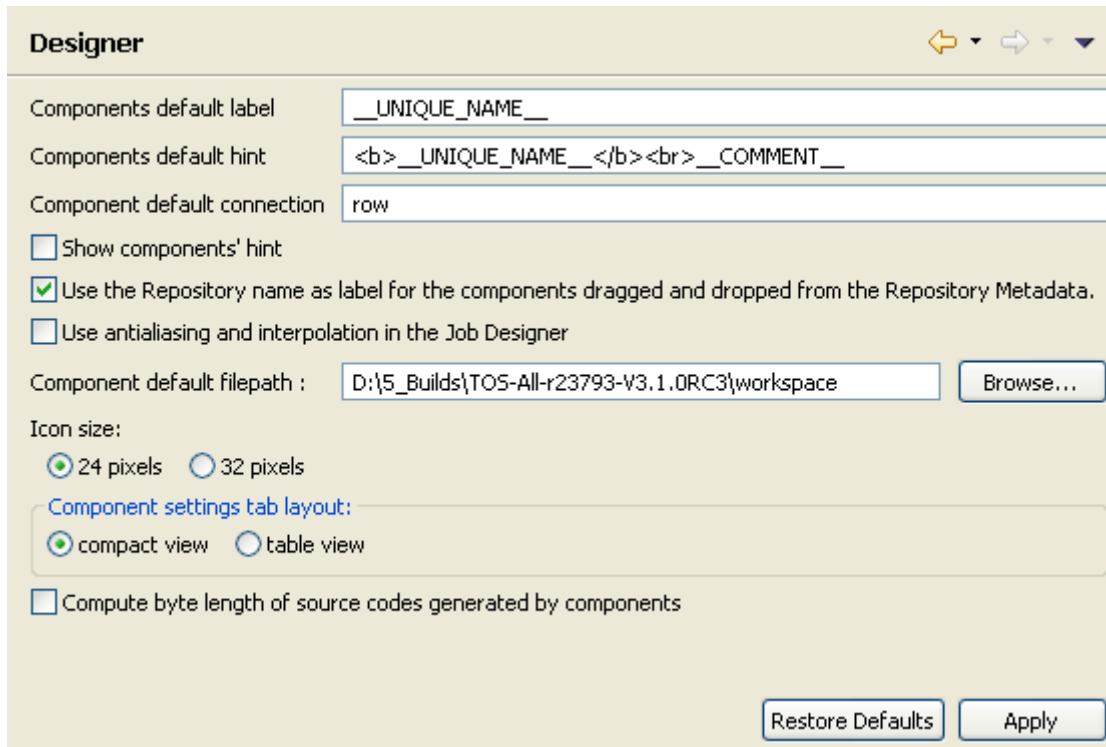 Designer
Components default label __UNIQUE_NAME__
Components default hint <b>__UNIQUE_NAME__</b><br>__COMMENT__
Component default connection row
Show components' hint
Use the Repository name as label for the components dragged and dropped from the Repository Metadata.
Use antialiasing and interpolation in the Job Designer
Component default filepath : D:\5_Builds\TOS-All-r23793-V3.1.0RC3\workspace Browse...
Icon size:
24 pixels 32 pixels
Component settings tab layout:
compact view table view
Compute byte length of source codes generated by components
Restore Defaults Apply